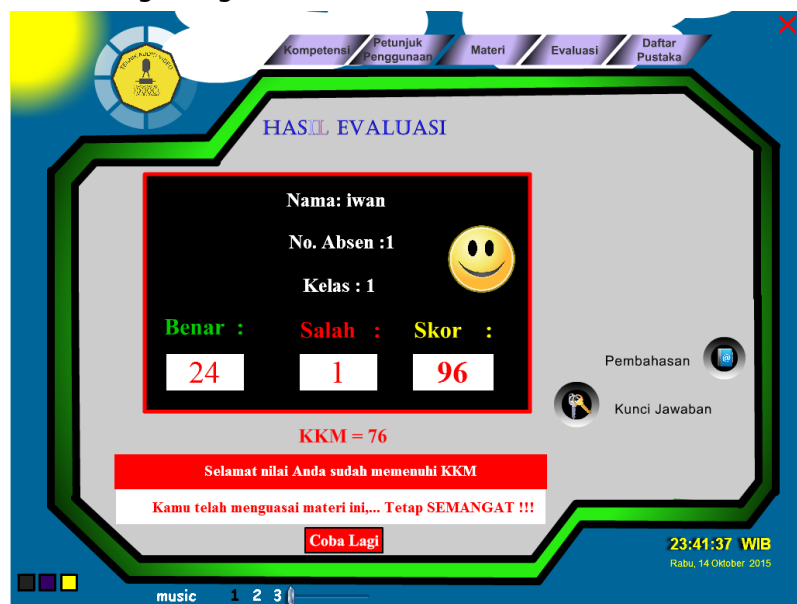 Kompetensi
Petunjuk
Penggunaan
Materi
Evaluasi
Daftar
Pustaka
HASIL EVALUASI
Nama: iwan
No. Absen :1
Kelas : 1
Benar :
Salah :
Skor :
24
1
96
Pembahasan
Kunci Jawaban
KKM = 76
Selamat nilai Anda sudah memenuhi KKM
Kamu telah menguasai materi ini,... Tetap SEMANGAT !!!
Coba Lagi
23:41:37 WIB
Rabu, 14 Oktober 2015
music 1 2 3